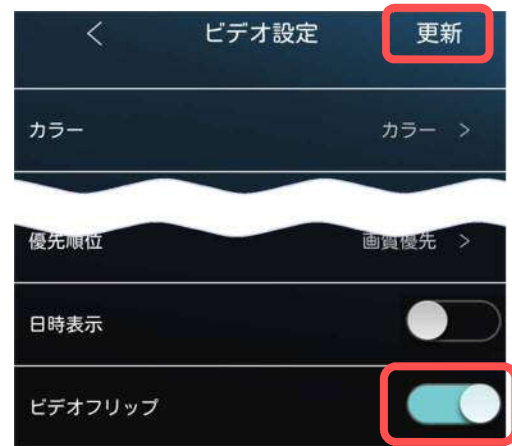 < ビデオ設定 更新
カラー カラー >
優先順位 画質優先 >
日時表示
ビデオフリップ